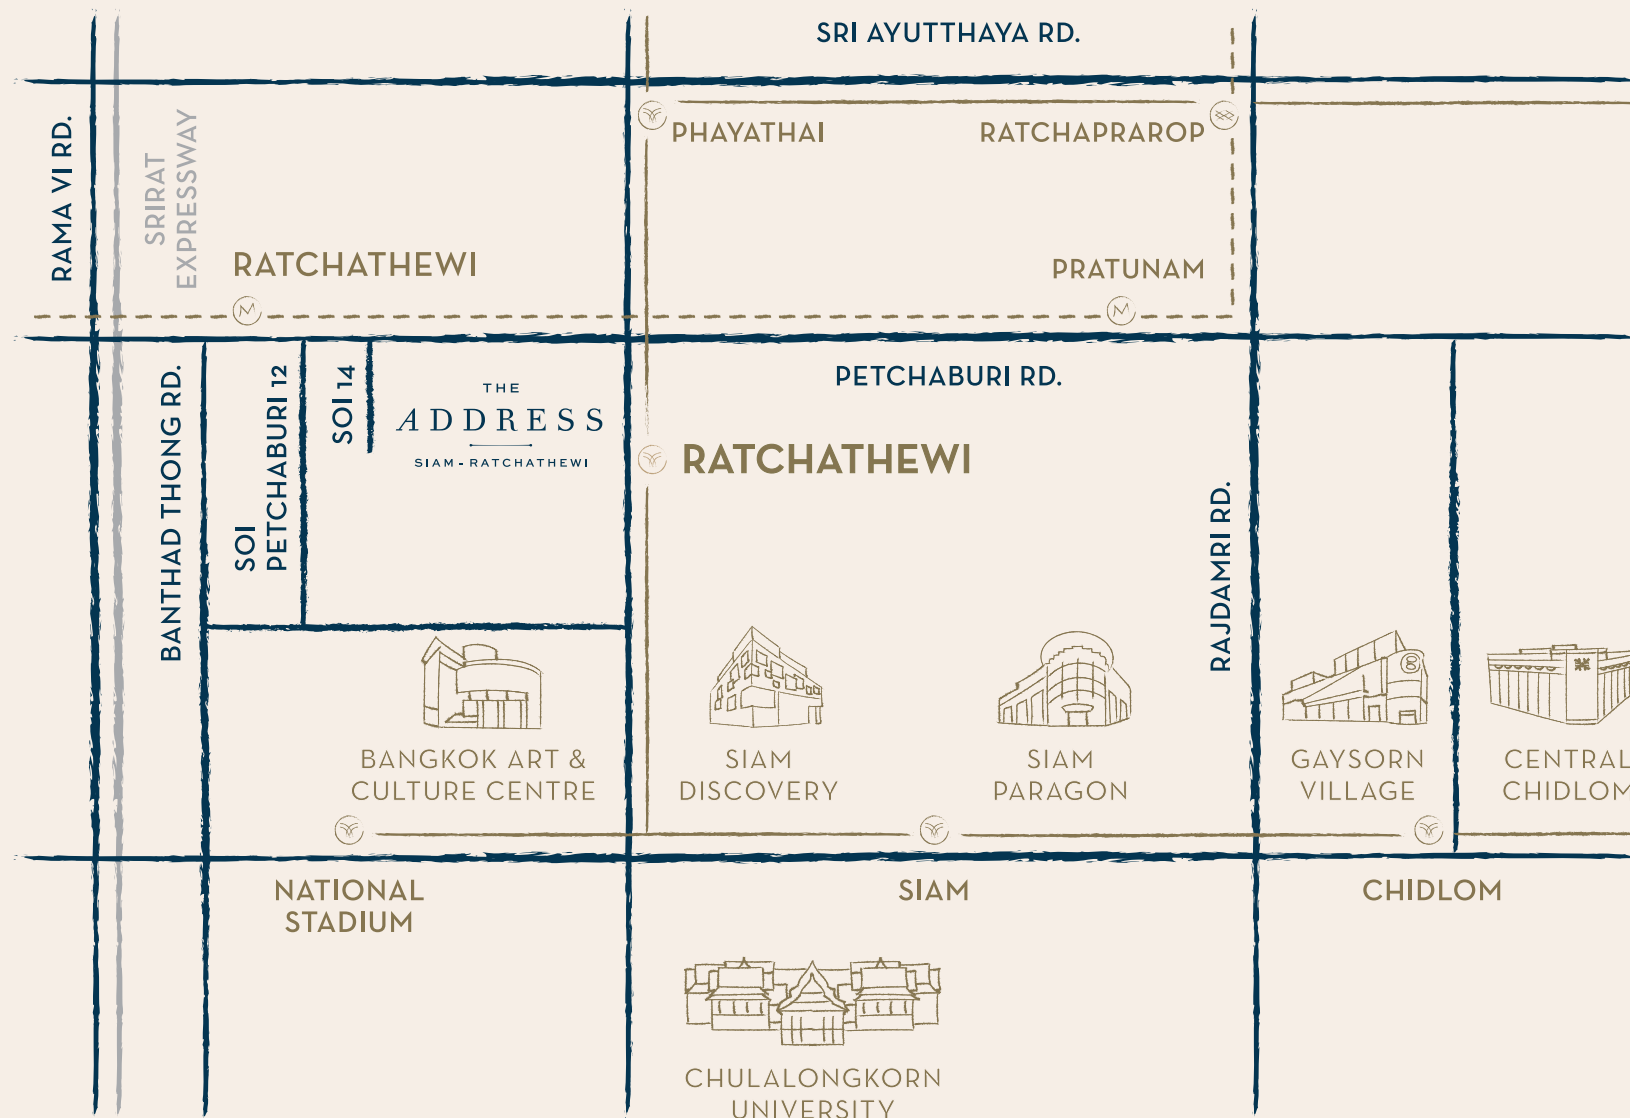 SRI AYUTTHAYA RD.
RAMA VI RD.
SRIRAT
EXPRESSWAY
PHAYATHAI
RATCHAPRAROP
RATCHATHEWI
PRATUNAM
BANTHAD THONG RD.
SOI
PETCHABURI 12
SOI 14
THE
ADDRESS
SIAM - RATCHATHEWI
PETCHABURI RD.
RATCHATHEWI
RAJDAMRI RD.
BANGKOK ART &
CULTURE CENTRE
SIAM
DISCOVERY
SIAM
PARAGON
GAYSORN
VILLAGE
CENTRAL
CHIDLOM
NATIONAL
STADIUM
SIAM
CHIDLOM
CHULALONGKORN
UNIVERSITY